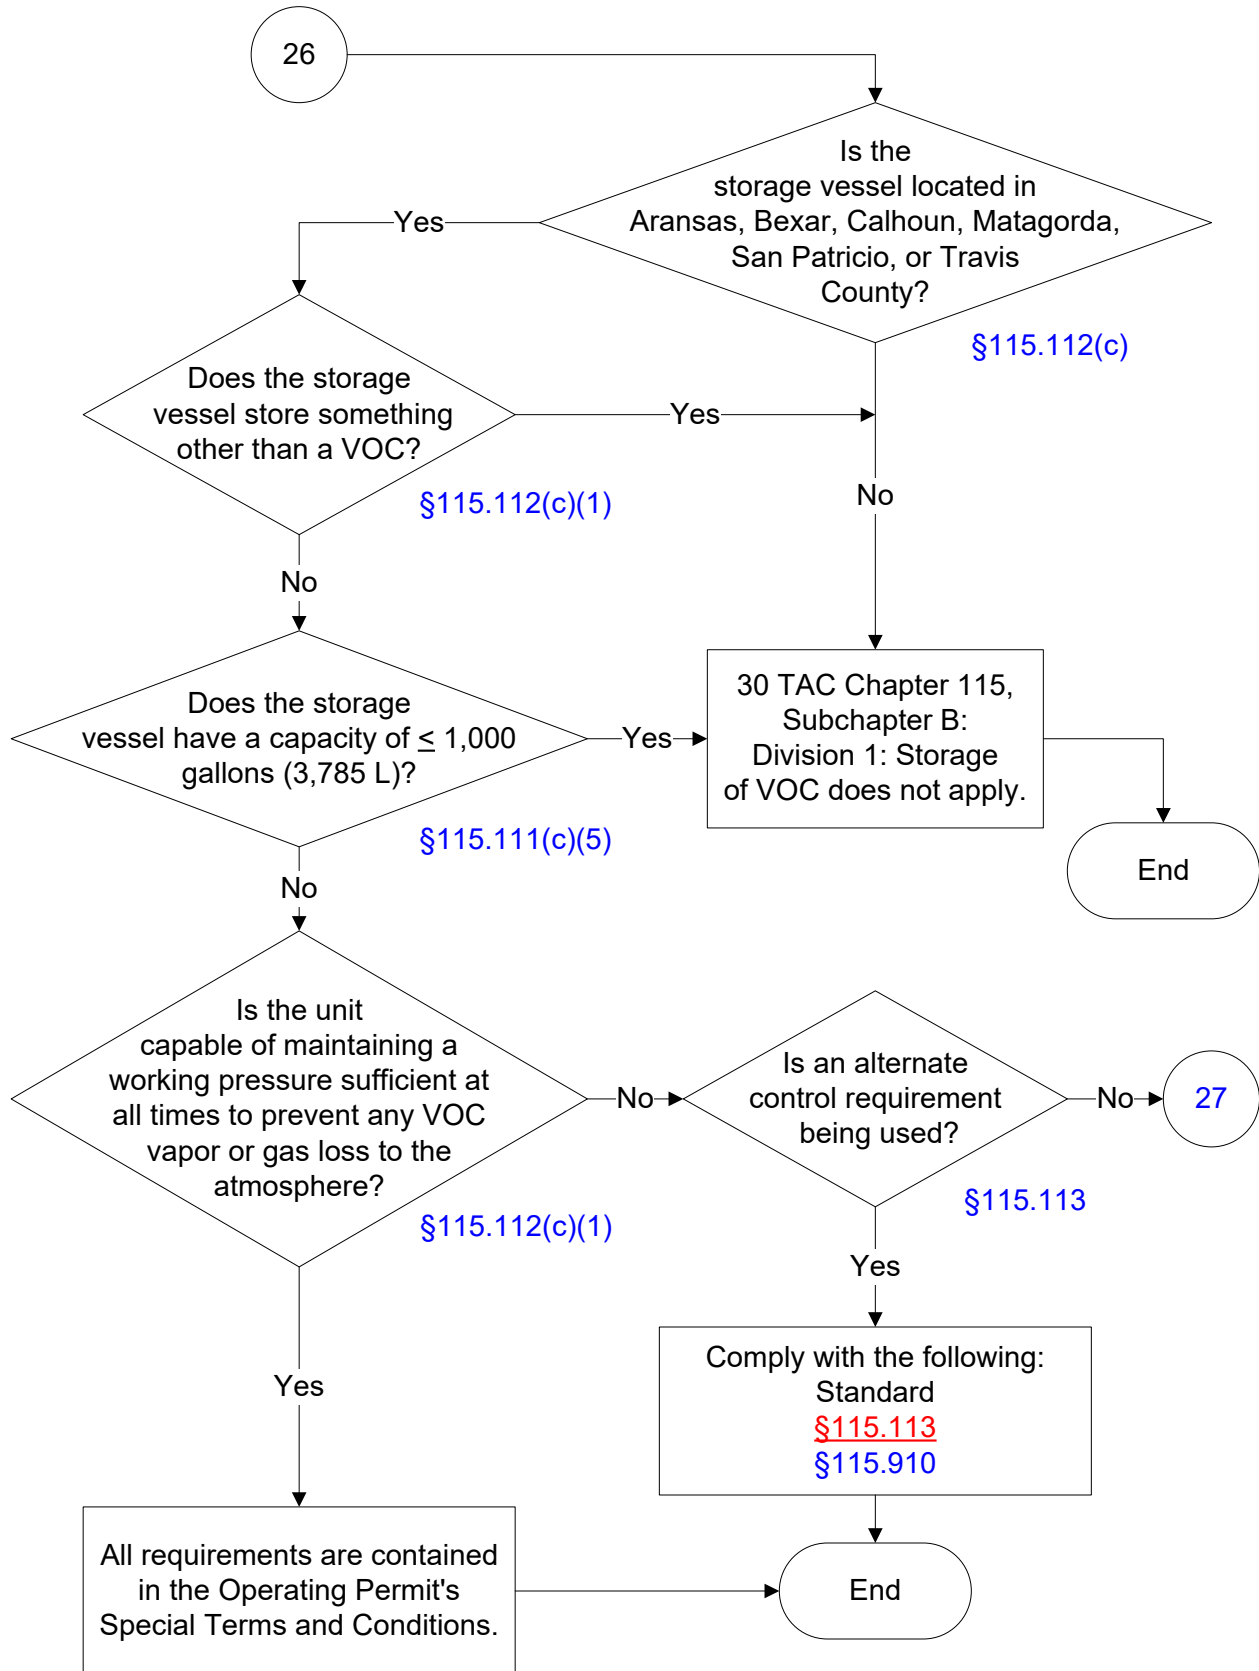 26
Is the
storage vessel located in
Aransas, Bexar, Calhoun, Matagorda,
San Patricio, or Travis
County?
Yes
§115.112(c)
Does the storage
vessel store something
other than a VOC?
Yes
§115.112(c)(1)
No
No
Does the storage
vessel have a capacity of ≤ 1,000
gallons (3,785 L)?
Yes
§115.111(c)(5)
30 TAC Chapter 115,
Subchapter B:
Division 1: Storage
of VOC does not apply.
End
No
Is the unit
capable of maintaining a
working pressure sufficient at
all times to prevent any VOC
vapor or gas loss to the
atmosphere?
No
§115.112(c)(1)
Is an alternate
control requirement
being used?
No
27
§115.113
Yes
Yes
Comply with the following:
Standard
§115.113
§115.910
All requirements are contained
in the Operating Permit's
Special Terms and Conditions.
End